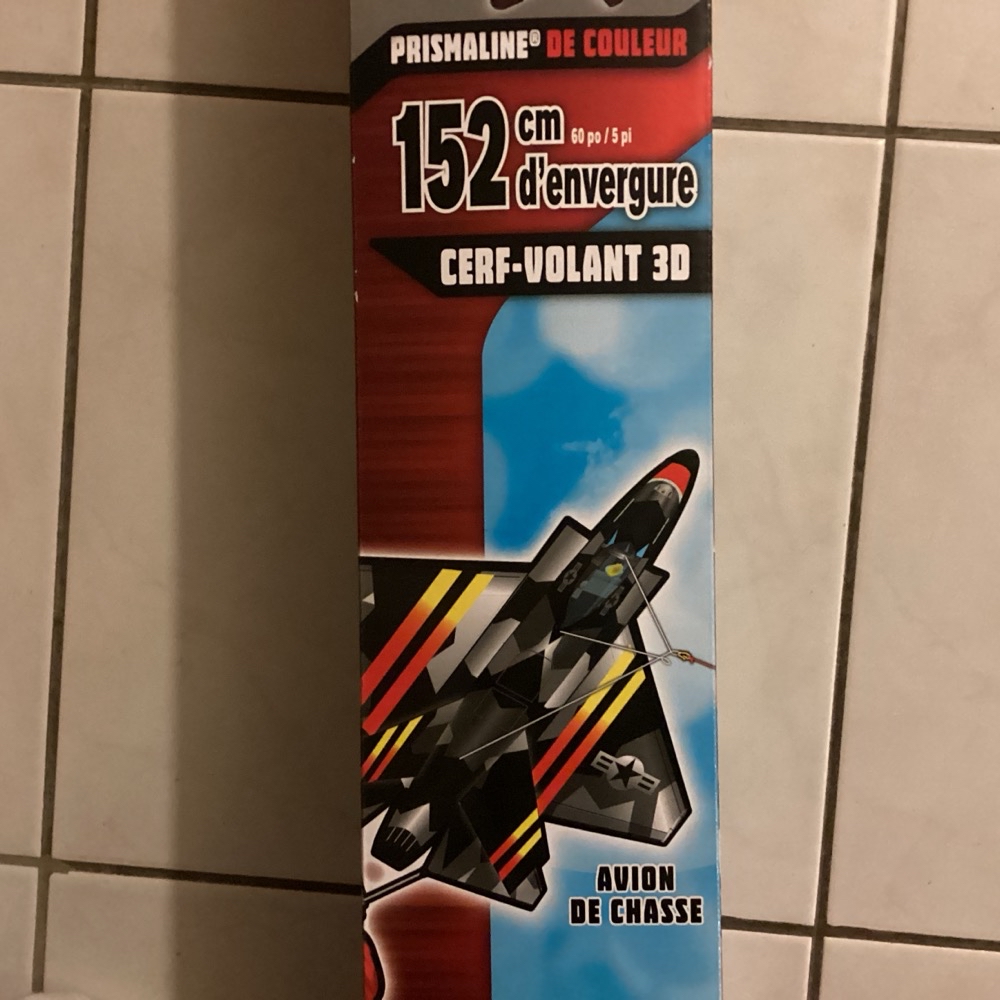 PRISMALINE® DE COULEUR
152 cm 60 po / 5 pi
d'envergure
CERF-VOLANT 3D
AVION
DE CHASSE